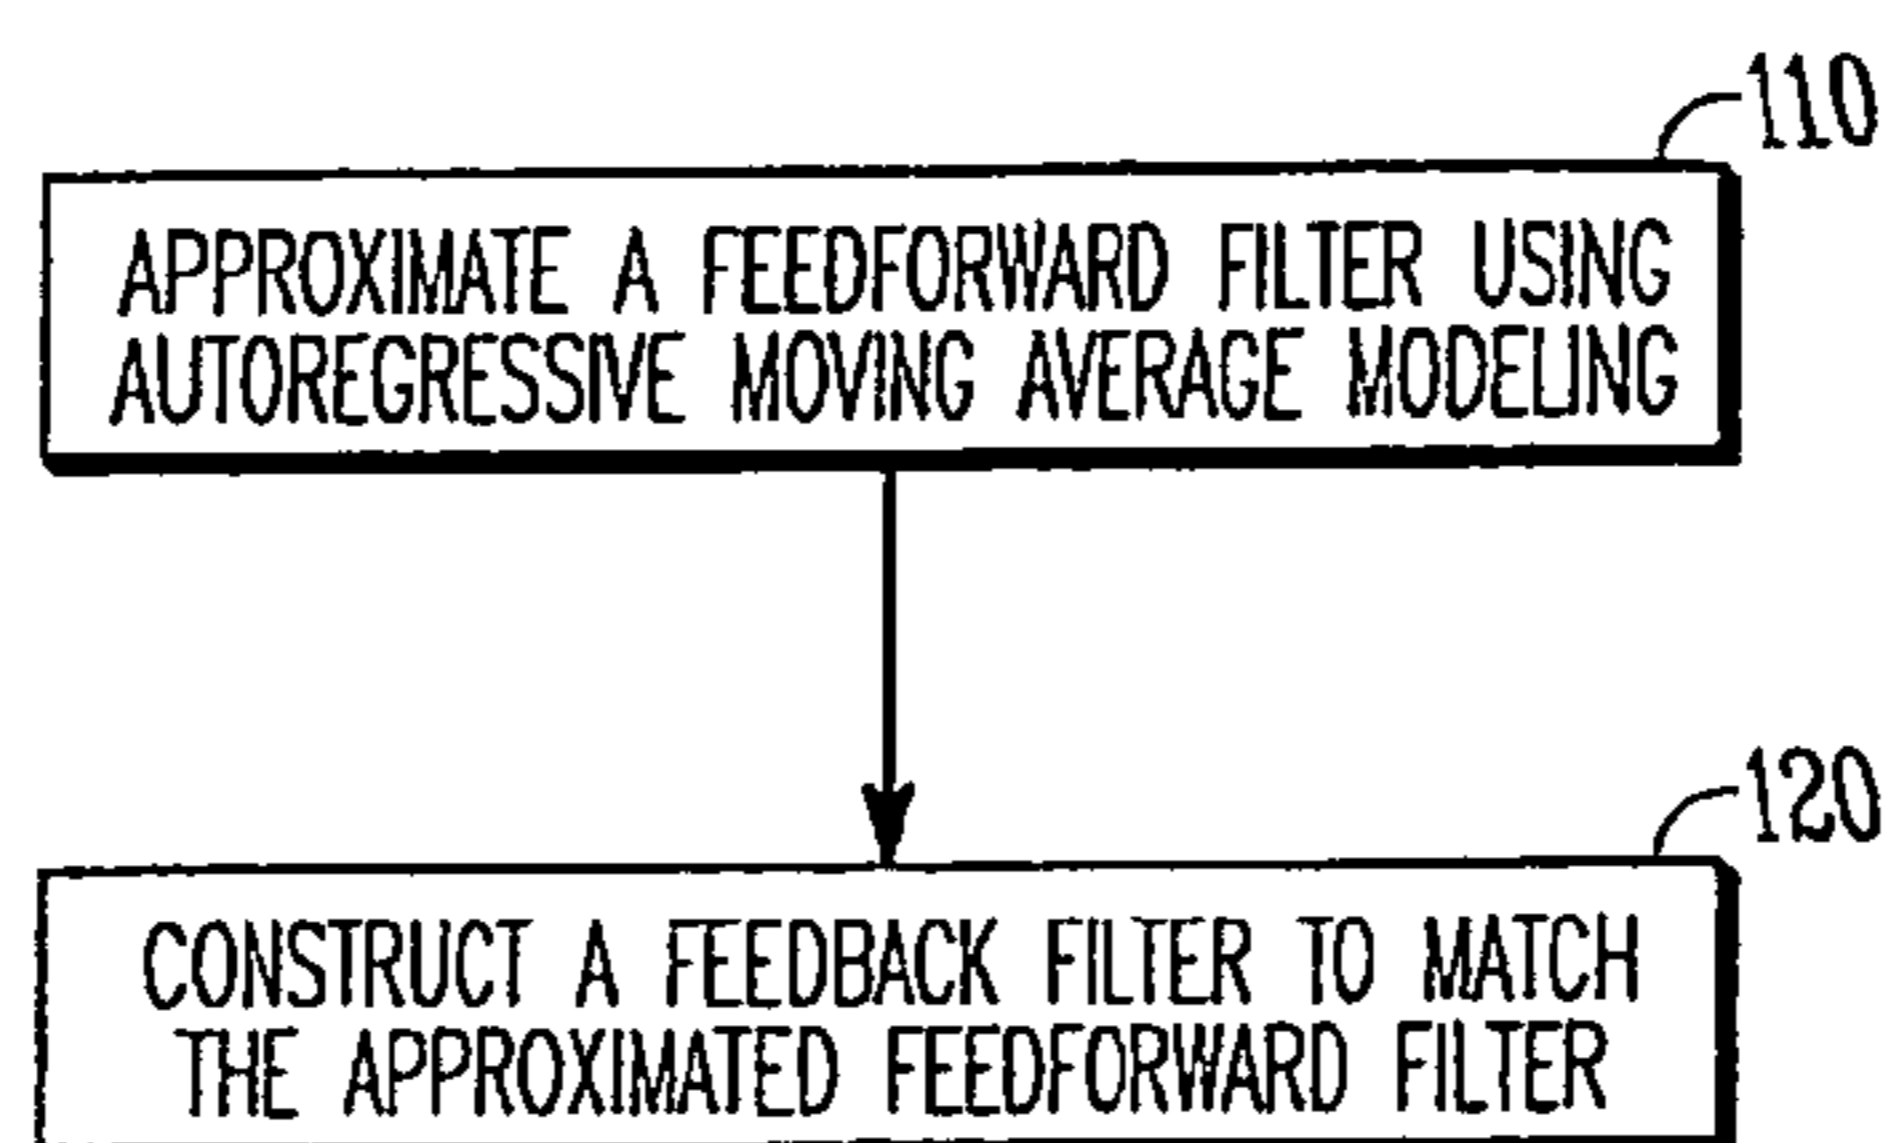 110
APPROXIMATE A FEEDFORWARD FILTER USING
AUTOREGRESSIVE MOVING AVERAGE MODELING
120
CONSTRUCT A FEEDBACK FILTER TO MATCH
THE APPROXIMATED FEEDFORWARD FILTER